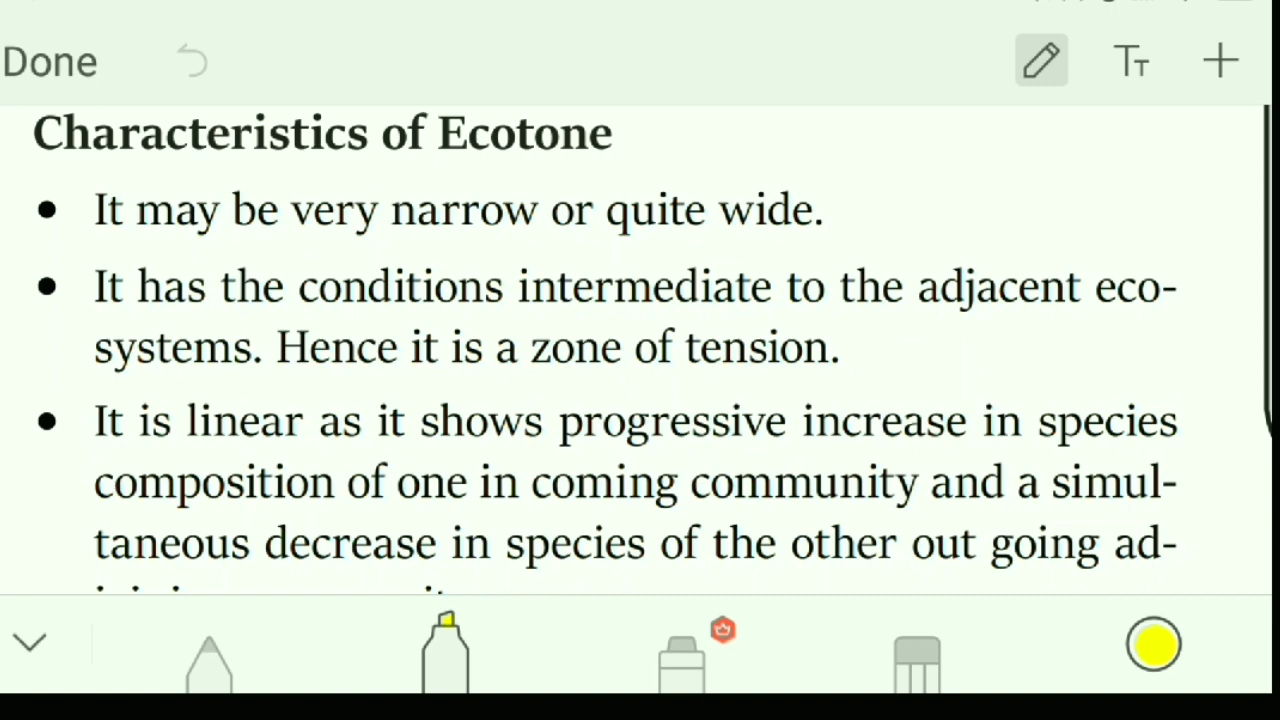 Done
Tт
Characteristics of Ecotone
• It may be very narrow or quite wide.
• It has the conditions intermediate to the adjacent eco-
systems. Hence it is a zone of tension.
• It is linear as it shows progressive increase in species
composition of one in coming community and a simul-
taneous decrease in species of the other out going ad-